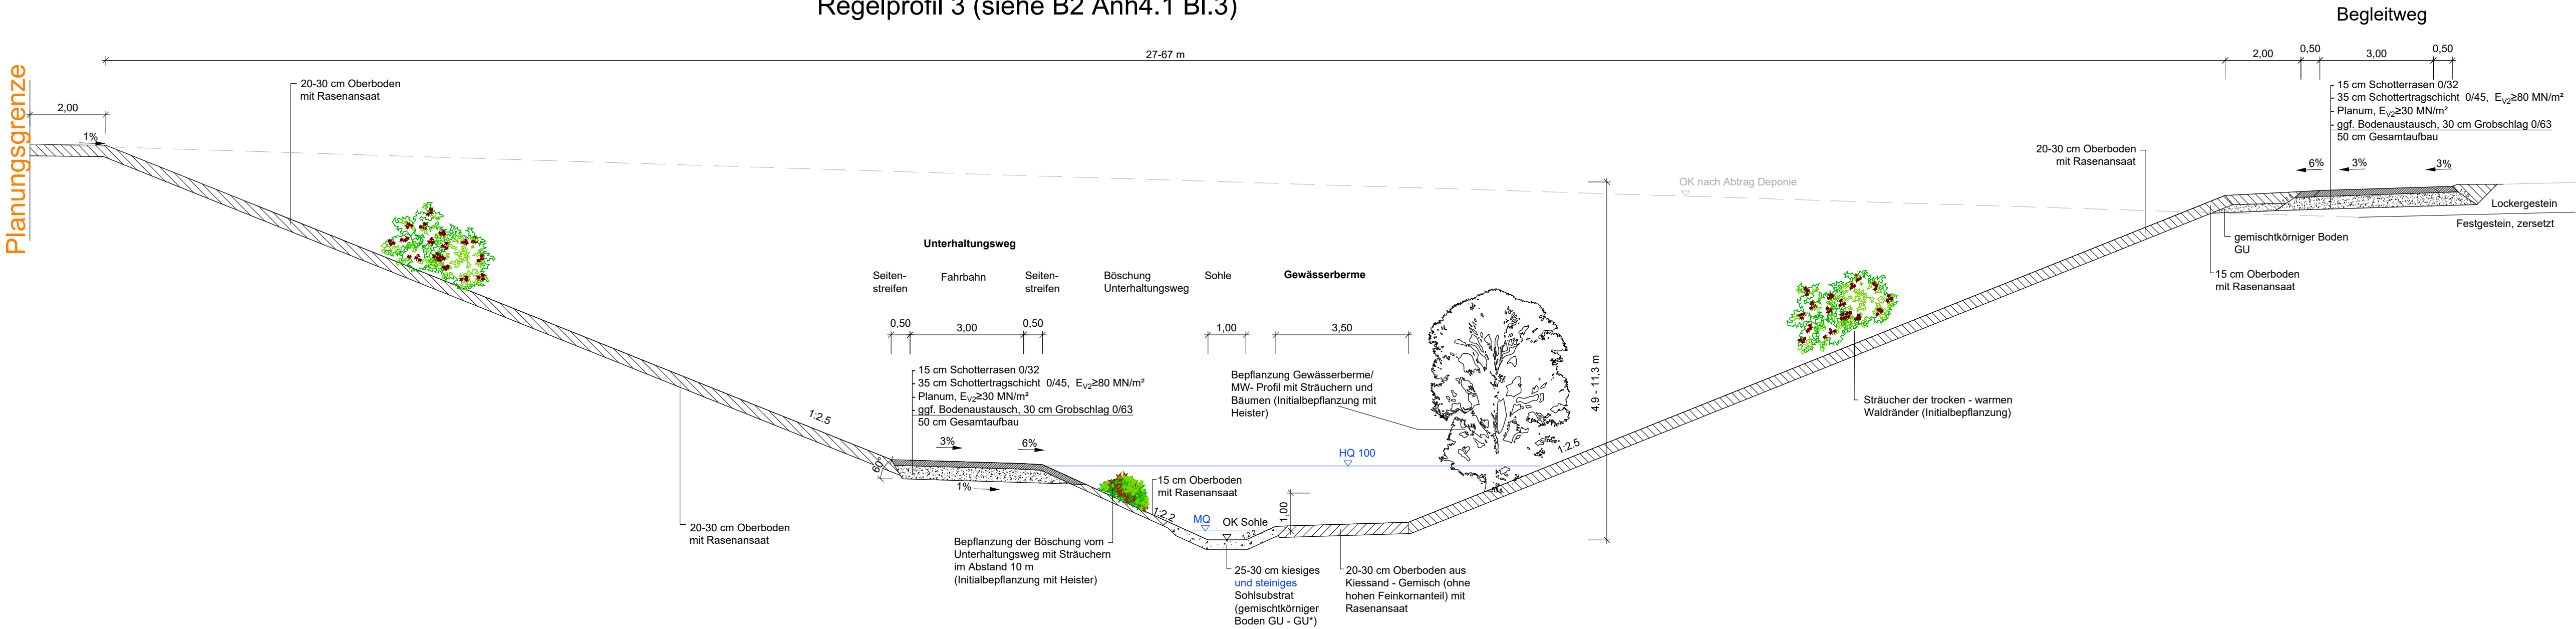 Regelprofil 3 (siehe B2 Anh4.1 Bl.3)
Begleitweg
27-67 m
2,00
0,50
3,00
0,50
Planungsgrenze
2,00
1%
20-30 cm Oberboden
mit Rasenansaat
15 cm Schotterrasen 0/32
35 cm Schottertragschicht 0/45, EV2≥80 MN/m²
Planum, EV2≥30 MN/m²
ggf. Bodenaustausch, 30 cm Grobschlag 0/63
50 cm Gesamtaufbau
6%
3%
3%
20-30 cm Oberboden
mit Rasenansaat
OK nach Abtrag Deponie
Lockergestein
Festgestein, zersetzt
gemischtkörniger Boden
GU
15 cm Oberboden
mit Rasenansaat
Unterhaltungsweg
Seiten-
streifen
Fahrbahn
Seiten-
streifen
Böschung
Unterhaltungsweg
Sohle
Gewässerberme
0,50
3,00
0,50
1,00
3,50
15 cm Schotterrasen 0/32
35 cm Schottertragschicht 0/45, EV2≥80 MN/m²
Planum, EV2≥30 MN/m²
ggf. Bodenaustausch, 30 cm Grobschlag 0/63
50 cm Gesamtaufbau
Bepflanzung Gewässerberme/
MW- Profil mit Sträuchern und
Bäumen (Initialbepflanzung mit
Heister)
4,9 - 11,3 m
Sträucher der trocken - warmen
Waldränder (Initialbepflanzung)
1:2.5
3%
6%
60°
1%
HQ 100
1:2.5
15 cm Oberboden
mit Rasenansaat
1:2.2
MQ
OK Sohle
1:2.2
1,00
20-30 cm Oberboden
mit Rasenansaat
Bepflanzung der Böschung vom
Unterhaltungsweg mit Sträuchern
im Abstand 10 m
(Initialbepflanzung mit Heister)
25-30 cm kiesiges
und steiniges
Sohlsubstrat
(gemischtkörniger
Boden GU - GU*)
20-30 cm Oberboden aus
Kiessand - Gemisch (ohne
hohen Feinkornanteil) mit
Rasenansaat